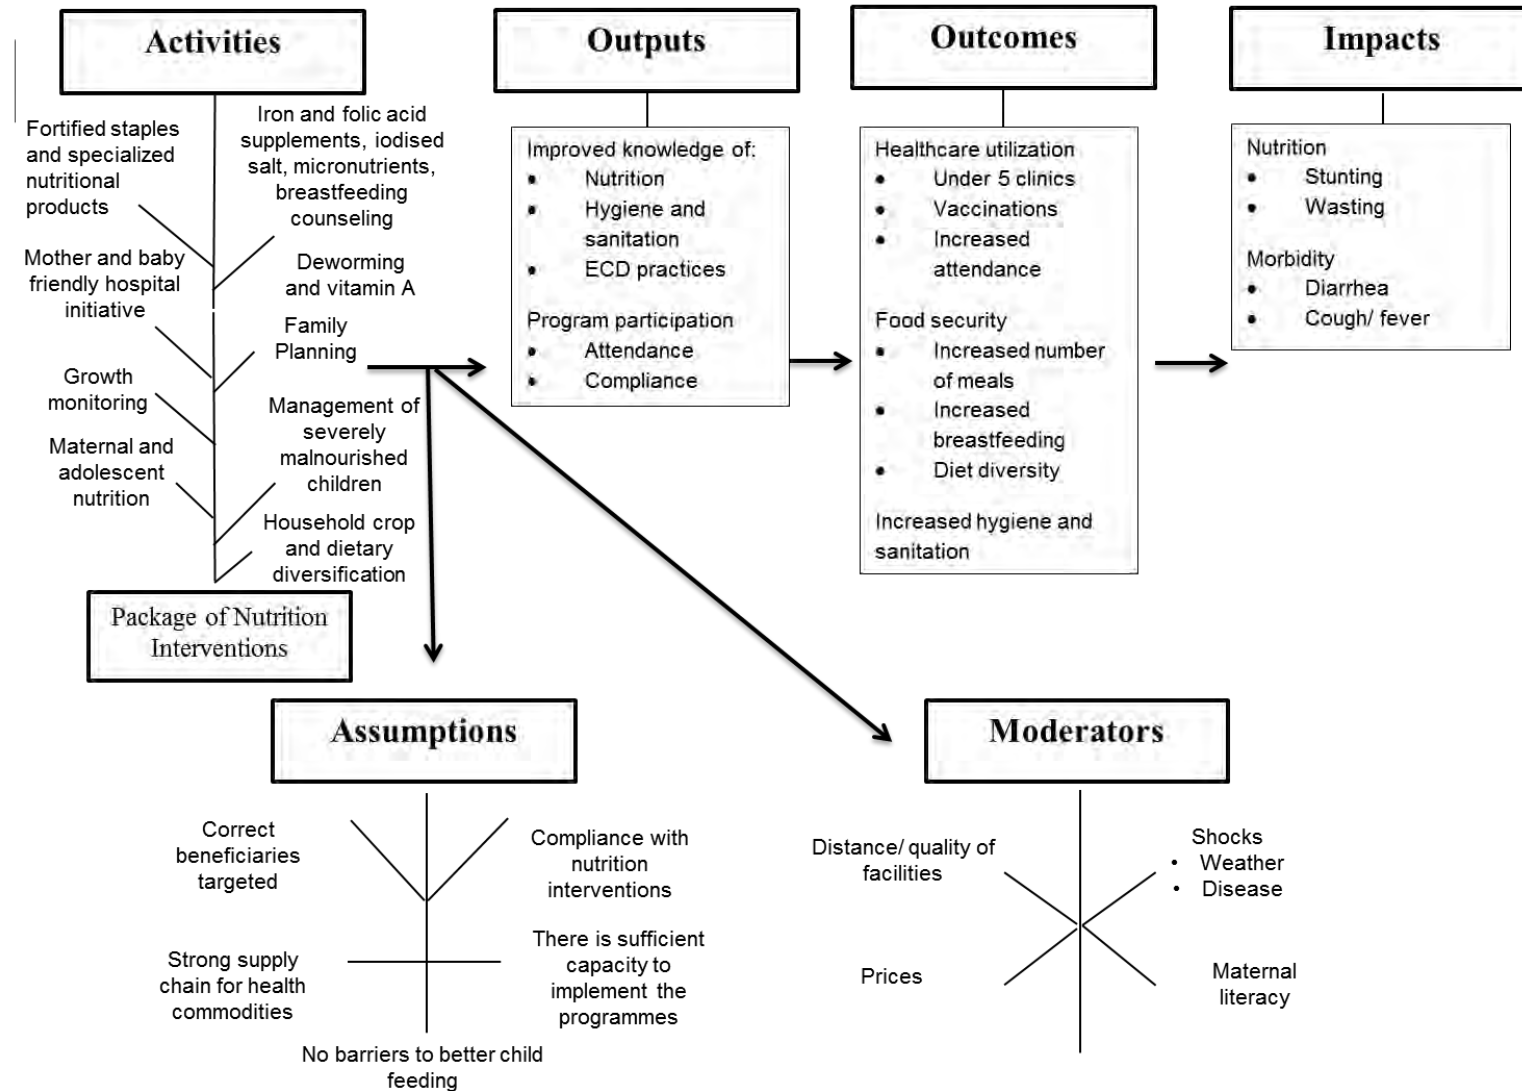 Activities
Fortified staples
and specialized
nutritional
products
Iron and folic acid
supplements, iodised
salt, micronutrients,
breastfeeding
counseling
Mother and baby
friendly hospital
initiative
Deworming
and vitamin A
Family
Planning
Growth
monitoring
Management of
severely
malnourished
children
Maternal and
adolescent
nutrition
Household crop
and dietary
diversification
Package of Nutrition
Interventions
Outputs
Improved knowledge of:
• Nutrition
• Hygiene and
sanitation
• ECD practices
Program participation
• Attendance
• Compliance
Outcomes
Healthcare utilization
• Under 5 clinics
• Vaccinations
• Increased
attendance
Food security
• Increased number
of meals
• Increased
breastfeeding
• Diet diversity
Increased hygiene and
sanitation
Impacts
Nutrition
• Stunting
• Wasting
Morbidity
• Diarrhea
• Cough/ fever
Assumptions
Correct
beneficiaries
targeted
Compliance with
nutrition
interventions
Strong supply
chain for health
commodities
There is sufficient
capacity to
implement the
programmes
No barriers to better child
feeding
Moderators
Distance/ quality of
facilities
Shocks
• Weather
• Disease
Prices
Maternal
literacy